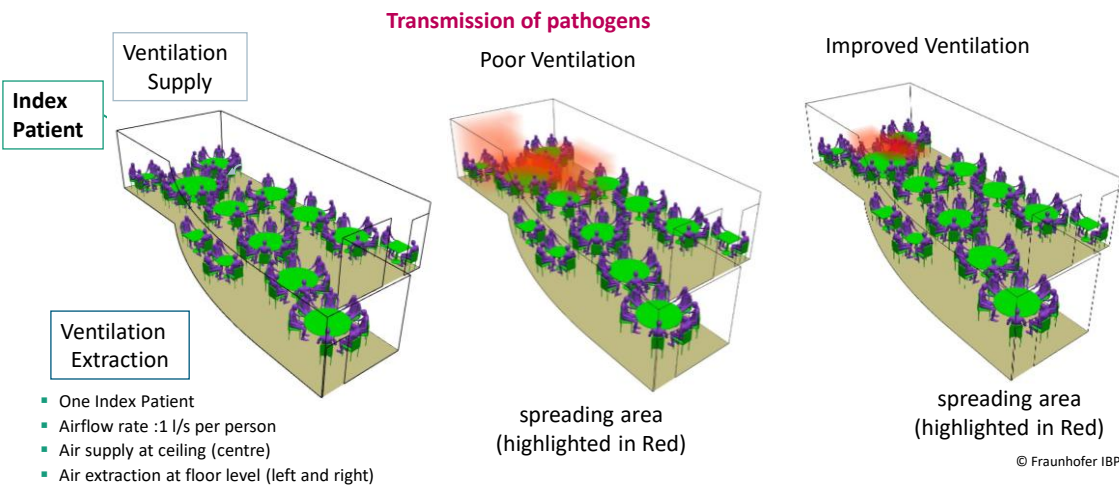 Transmission of pathogens
Ventilation
Supply
Poor Ventilation
Improved Ventilation
Index
Patient
Ventilation
Extraction
▪ One Index Patient
▪ Airflow rate :1 l/s per person
▪ Air supply at ceiling (centre)
▪ Air extraction at floor level (left and right)
spreading area
(highlighted in Red)
spreading area
(highlighted in Red)
© Fraunhofer IBP